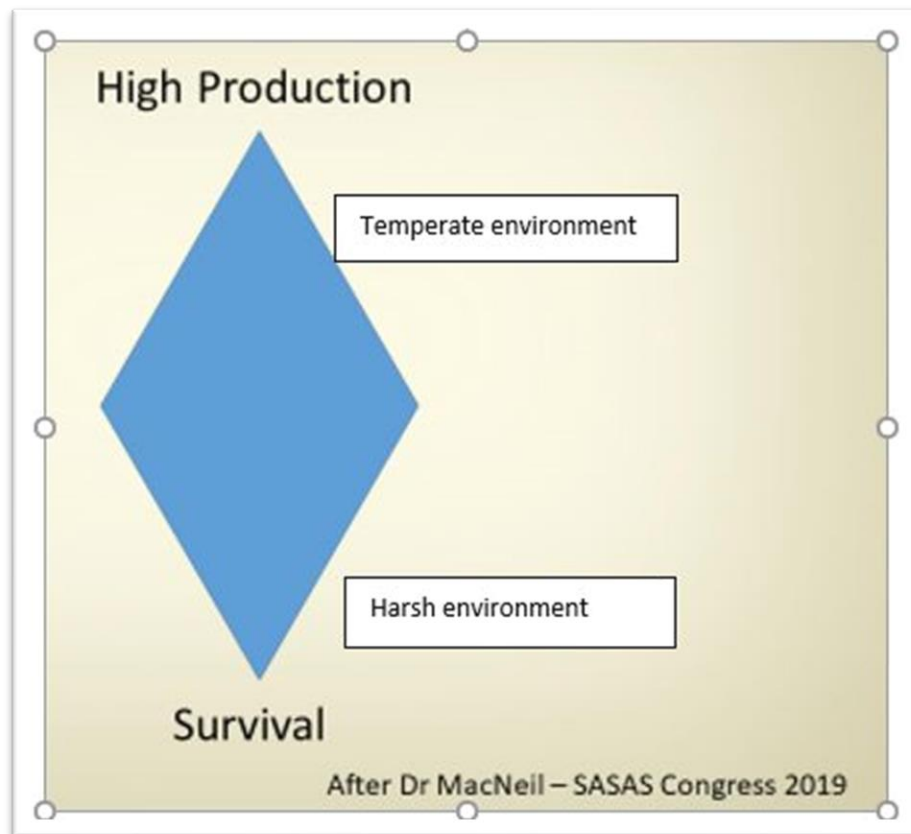 High Production
Temperate environment
Harsh environment
Survival
After Dr MacNeil – SASAS Congress 2019